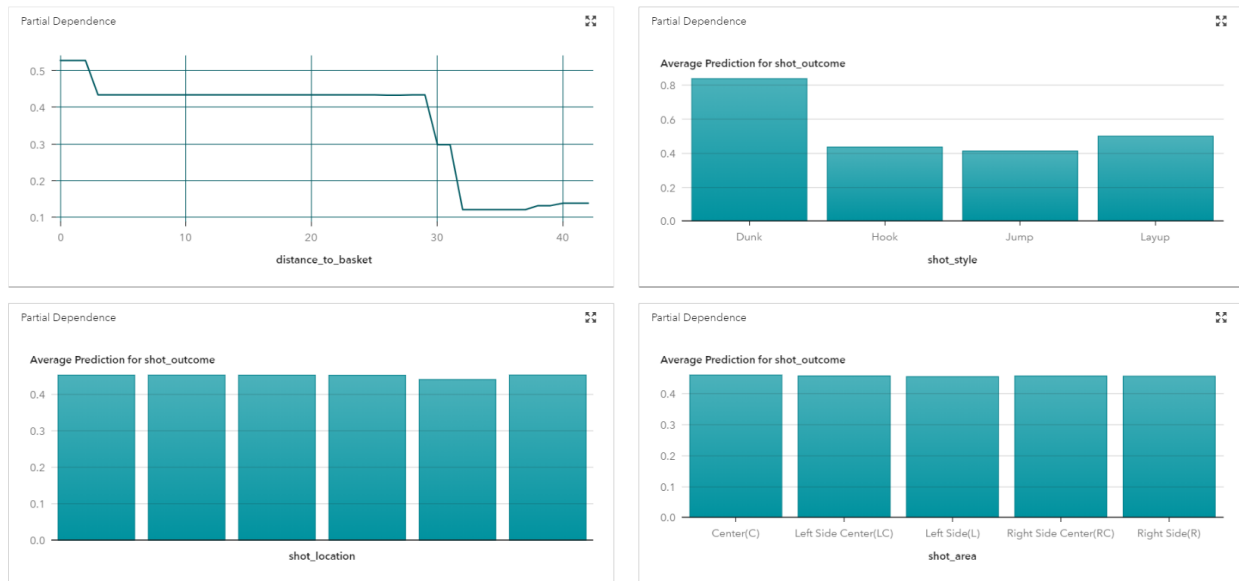 Partial Dependence
0.5
0.4
0.3
0.2
0.1
0 10 20 30 40
distance_to_basket
Partial Dependence
Average Prediction for shot_outcome
0.8
0.6
0.4
0.2
0.0
Dunk Hook Jump Layup
shot_style
Partial Dependence
Average Prediction for shot_outcome
0.4
0.3
0.2
0.1
0.0
shot_location
Partial Dependence
Average Prediction for shot_outcome
0.4
0.3
0.2
0.1
0.0
Center(C) Left Side Center(LC) Left Side(L) Right Side Center(RC) Right Side(R)
shot_area